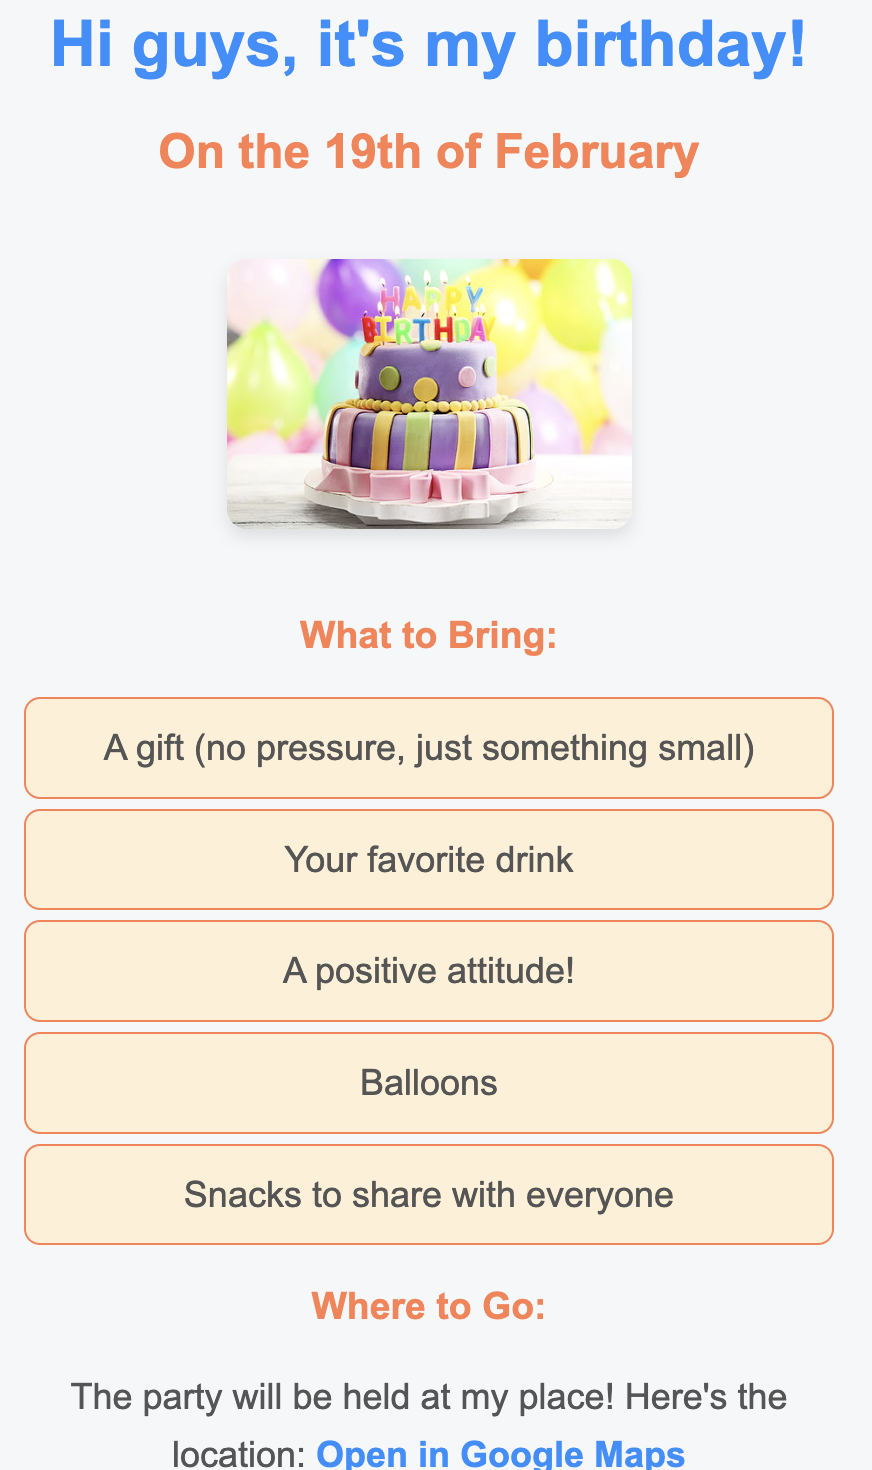 Hi guys, it's my birthday!
On the 19th of February
HAPPY
BIRTHDAY
What to Bring:
A gift (no pressure, just something small)
Your favorite drink
A positive attitude!
Balloons
Snacks to share with everyone
Where to Go:
The party will be held at my place! Here's the
location: Open in Google Maps